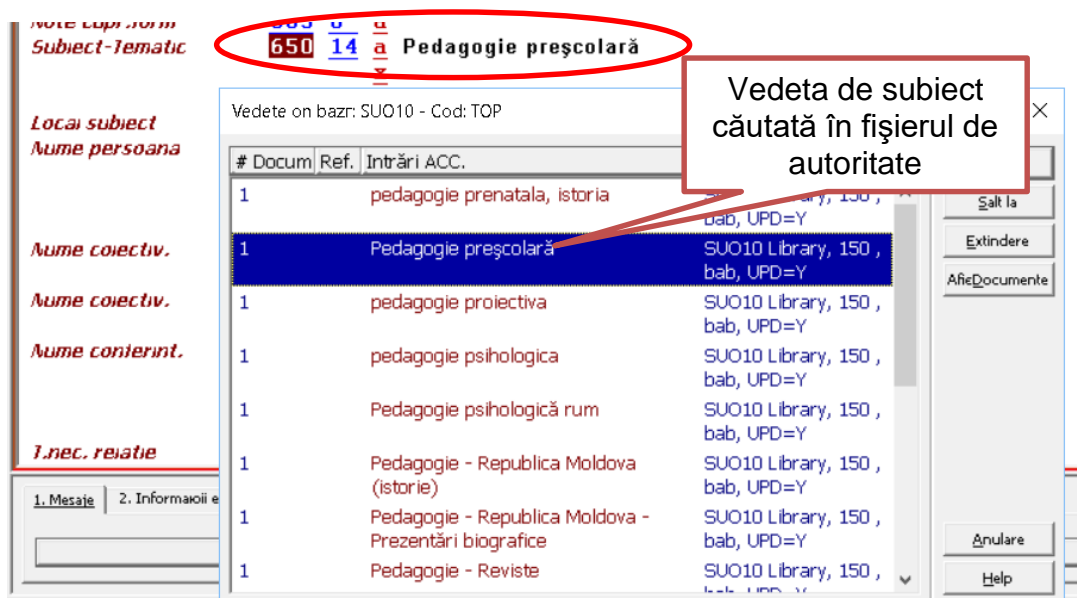 Subiect-Tematic 650 14 a Pedagogie preşcolară
Local subiect
Nume persoana
Nume colectiv.
Nume colectiv.
Nume conferint.
Vedete on bazr: SUO10 - Cod: TOP
Vedeta de subiect
căutată în fişierul de
autoritate
# Docum Ref. Intrări ACC.
1 pedagogie prenatala, istoria
bab, UPD=Y
1 Pedagogie preşcolară SUO10 Library, 150 ,
bab, UPD=Y
1 pedagogie proiectiva SUO10 Library, 150 ,
bab, UPD=Y
1 pedagogie psihologica SUO10 Library, 150 ,
bab, UPD=Y
1 Pedagogie psihologică rum SUO10 Library, 150 ,
bab, UPD=Y
1 Pedagogie - Republica Moldova SUO10 Library, 150 ,
(istorie) bab, UPD=Y
1 Pedagogie - Republica Moldova - SUO10 Library, 150 ,
Prezentări biografice bab, UPD=Y
1 Pedagogie - Reviste SUO10 Library, 150 ,
Salt la
Extindere
AfiєDocumente
Anulare
Help
1. Mesaje
2. Informaюii e